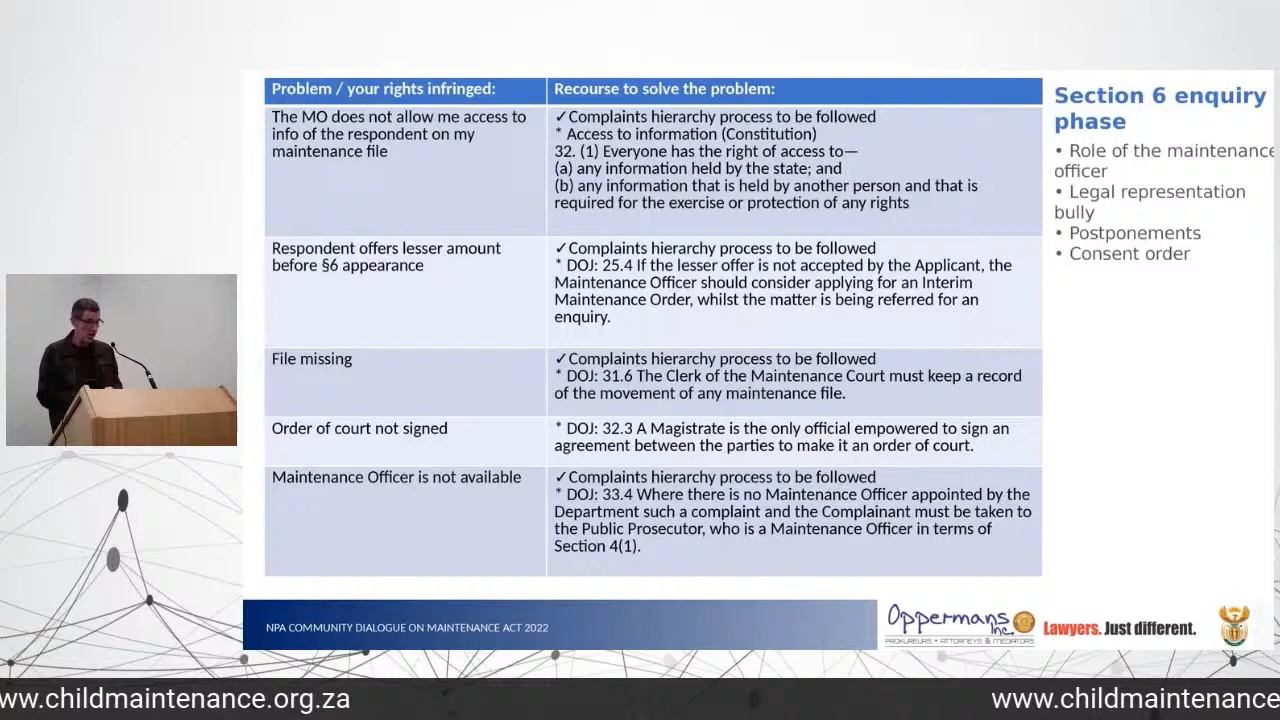 Problem / your rights infringed:
Recourse to solve the problem:
The MO does not allow me access to
info of the respondent on my
maintenance file
✓Complaints hierarchy process to be followed
* Access to information (Constitution)
32. (1) Everyone has the right of access to—
(a) any information held by the state; and
(b) any information that is held by another person and that is
required for the exercise or protection of any rights
Respondent offers lesser amount
before §6 appearance
✓Complaints hierarchy process to be followed
* DOJ: 25.4 If the lesser offer is not accepted by the Applicant, the
Maintenance Officer should consider applying for an Interim
Maintenance Order, whilst the matter is being referred for an
enquiry.
File missing
✓Complaints hierarchy process to be followed
* DOJ: 31.6 The Clerk of the Maintenance Court must keep a record
of the movement of any maintenance file.
Order of court not signed
* DOJ: 32.3 A Magistrate is the only official empowered to sign an
agreement between the parties to make it an order of court.
Maintenance Officer is not available
✓Complaints hierarchy process to be followed
* DOJ: 33.4 Where there is no Maintenance Officer appointed by the
Department such a complaint and the Complainant must be taken to
the Public Prosecutor, who is a Maintenance Officer in terms of
Section 4(1).
Section 6 enquiry
phase
• Role of the maintenance
officer
• Legal representation
bully
• Postponements
• Consent order
NPA COMMUNITY DIALOGUE ON MAINTENANCE ACT 2022
Oppermans
Inc.
PROKUREURS • ATTORNEYS & MEDIATORS
Lawyers. Just different.
www.childmaintenance.org.za
www.childmaintenance